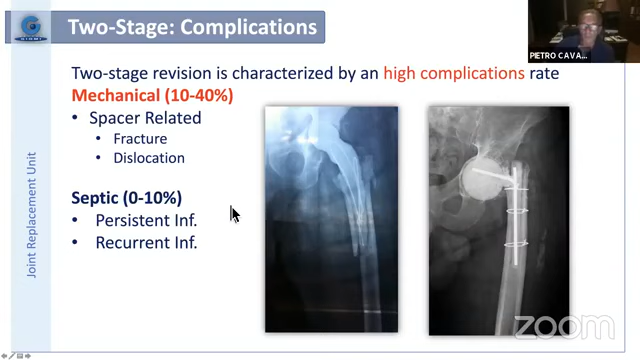 Two-Stage: Complications
PIETRO CAVA...
Two-stage revision is characterized by an high complications rate
Mechanical (10-40%)
• Spacer Related
• Fracture
• Dislocation
Septic (0-10%)
• Persistent Inf.
• Recurrent Inf.
Joint Replacement Unit
zoom